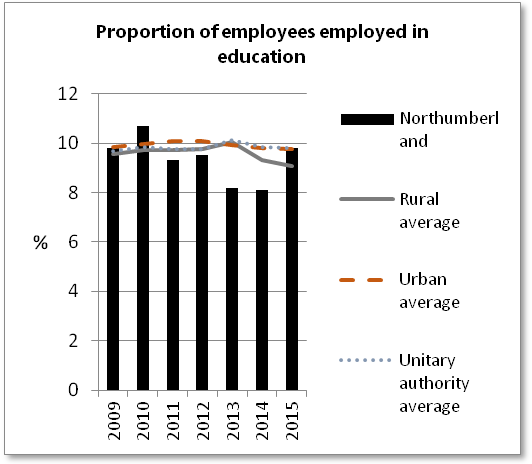 Proportion of employees employed in
education
12
10
8
6
4
2
0
%
2009
2010
2011
2012
2013
2014
2015
Northumberl
and
Rural
average
Urban
average
Unitary
authority
average